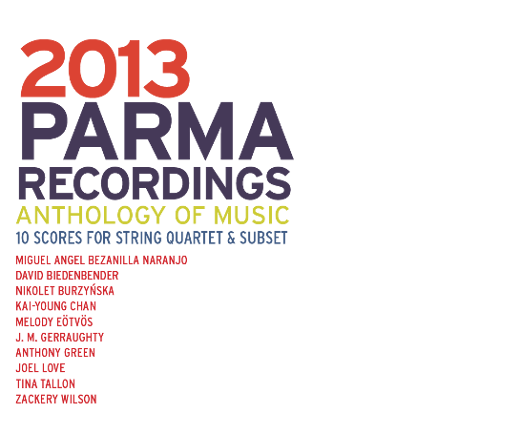 2013
PARMA
RECORDINGS
ANTHOLOGY OF MUSIC
10 SCORES FOR STRING QUARTET & SUBSET
MIGUEL ANGEL BEZANILLA NARANJO
DAVID BIEDENBENDER
NIKOLET BURZYŃSKA
KAI-YOUNG CHAN
MELODY EÖTVÖS
J. M. GERRAUGHTY
ANTHONY GREEN
JOEL LOVE
TINA TALLON
ZACKERY WILSON